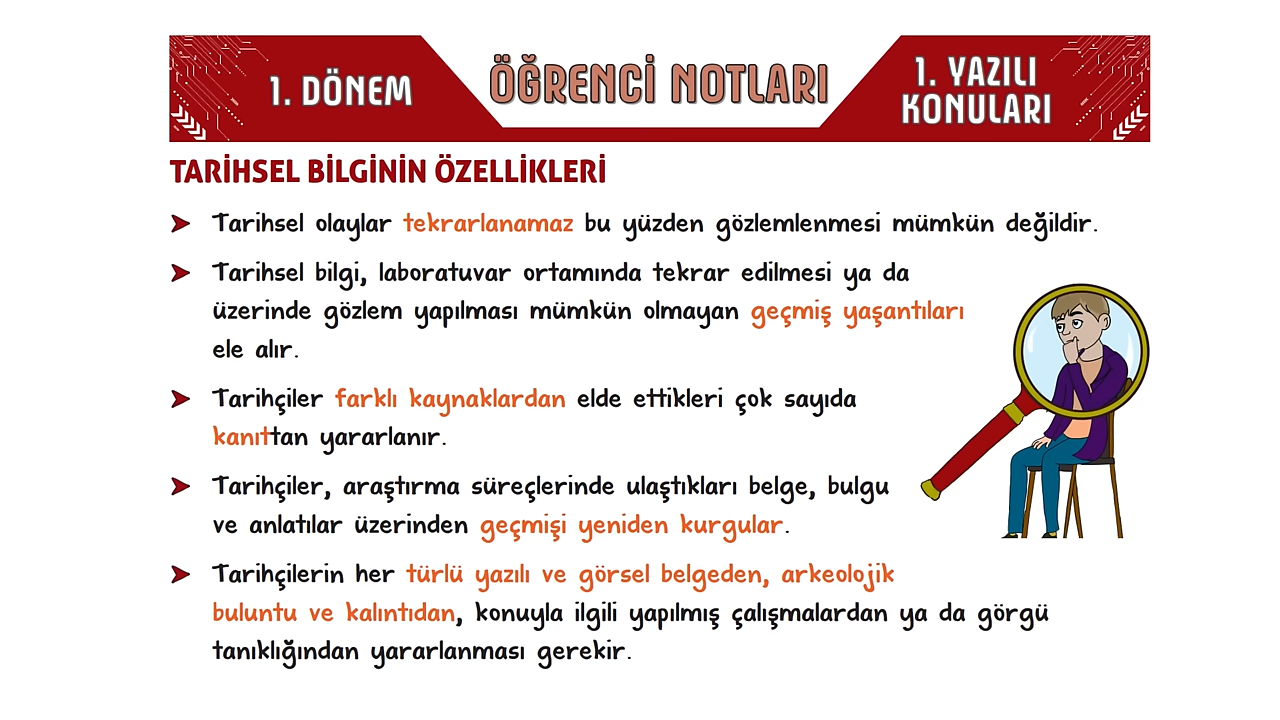 1. DÖNEM
ÖĞRENCİ NOTLARI
1. YAZILI
KONULARI
TARİHSEL BİLGİNİN ÖZELLİKLERİ
Tarihsel olaylar tekrarlanamaz bu yüzden gözlemlenmesi mümkün değildir.
Tarihsel bilgi, laboratuvar ortamında tekrar edilmesi ya da
üzerinde gözlem yapılması mümkün olmayan geçmiş yaşantıları
ele alır.
Tarihçiler farklı kaynaklardan elde ettikleri çok sayıda
kanıttan yararlanır.
Tarihçiler, araştırma süreçlerinde ulaştıkları belge, bulgu
ve anlatılar üzerinden geçmişi yeniden kurgular.
Tarihçilerin her türlü yazılı ve görsel belgeden, arkeolojik
buluntu ve kalıntıdan, konuyla ilgili yapılmış çalışmalardan ya da görgü
tanıklığından yararlanması gerekir.